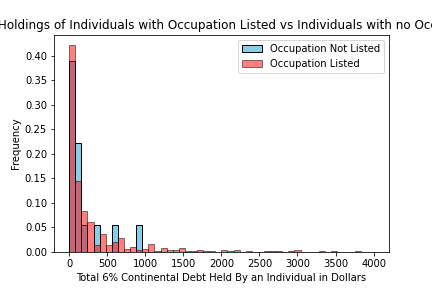 Holdings of Individuals with Occupation Listed vs Individuals with no
Occupation Not Listed
Occupation Listed
Frequency
0.40
0.35
0.30
0.25
0.20
0.15
0.10
0.05
0.00
0 500 1000 1500 2000 2500 3000 3500 4000
Total 6% Continental Debt Held By an Individual in Dollars